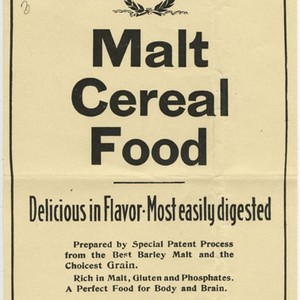 Malt
Cereal
Food
Delicious in Flavor-Most easily digested
Prepared by Special Patent Process
from the Best Barley Malt and the
Choicest Grain.
Rich in Malt, Gluten and Phosphates.
A Perfect Food for Body and Brain.